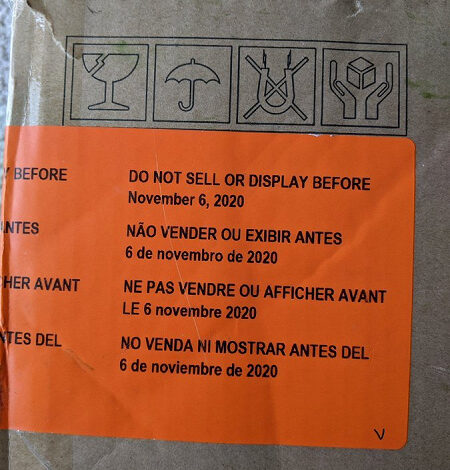 Y BEFORE DO NOT SELL OR DISPLAY BEFORE
November 6, 2020
ANTES NÃO VENDER OU EXIBIR ANTES
6 de novembro de 2020
CHER AVANT NE PAS VENDRE OU AFFICHER AVANT
LE 6 novembre 2020
NTES DEL NO VENDA NI MOSTRAR ANTES DEL
6 de noviembre de 2020
V